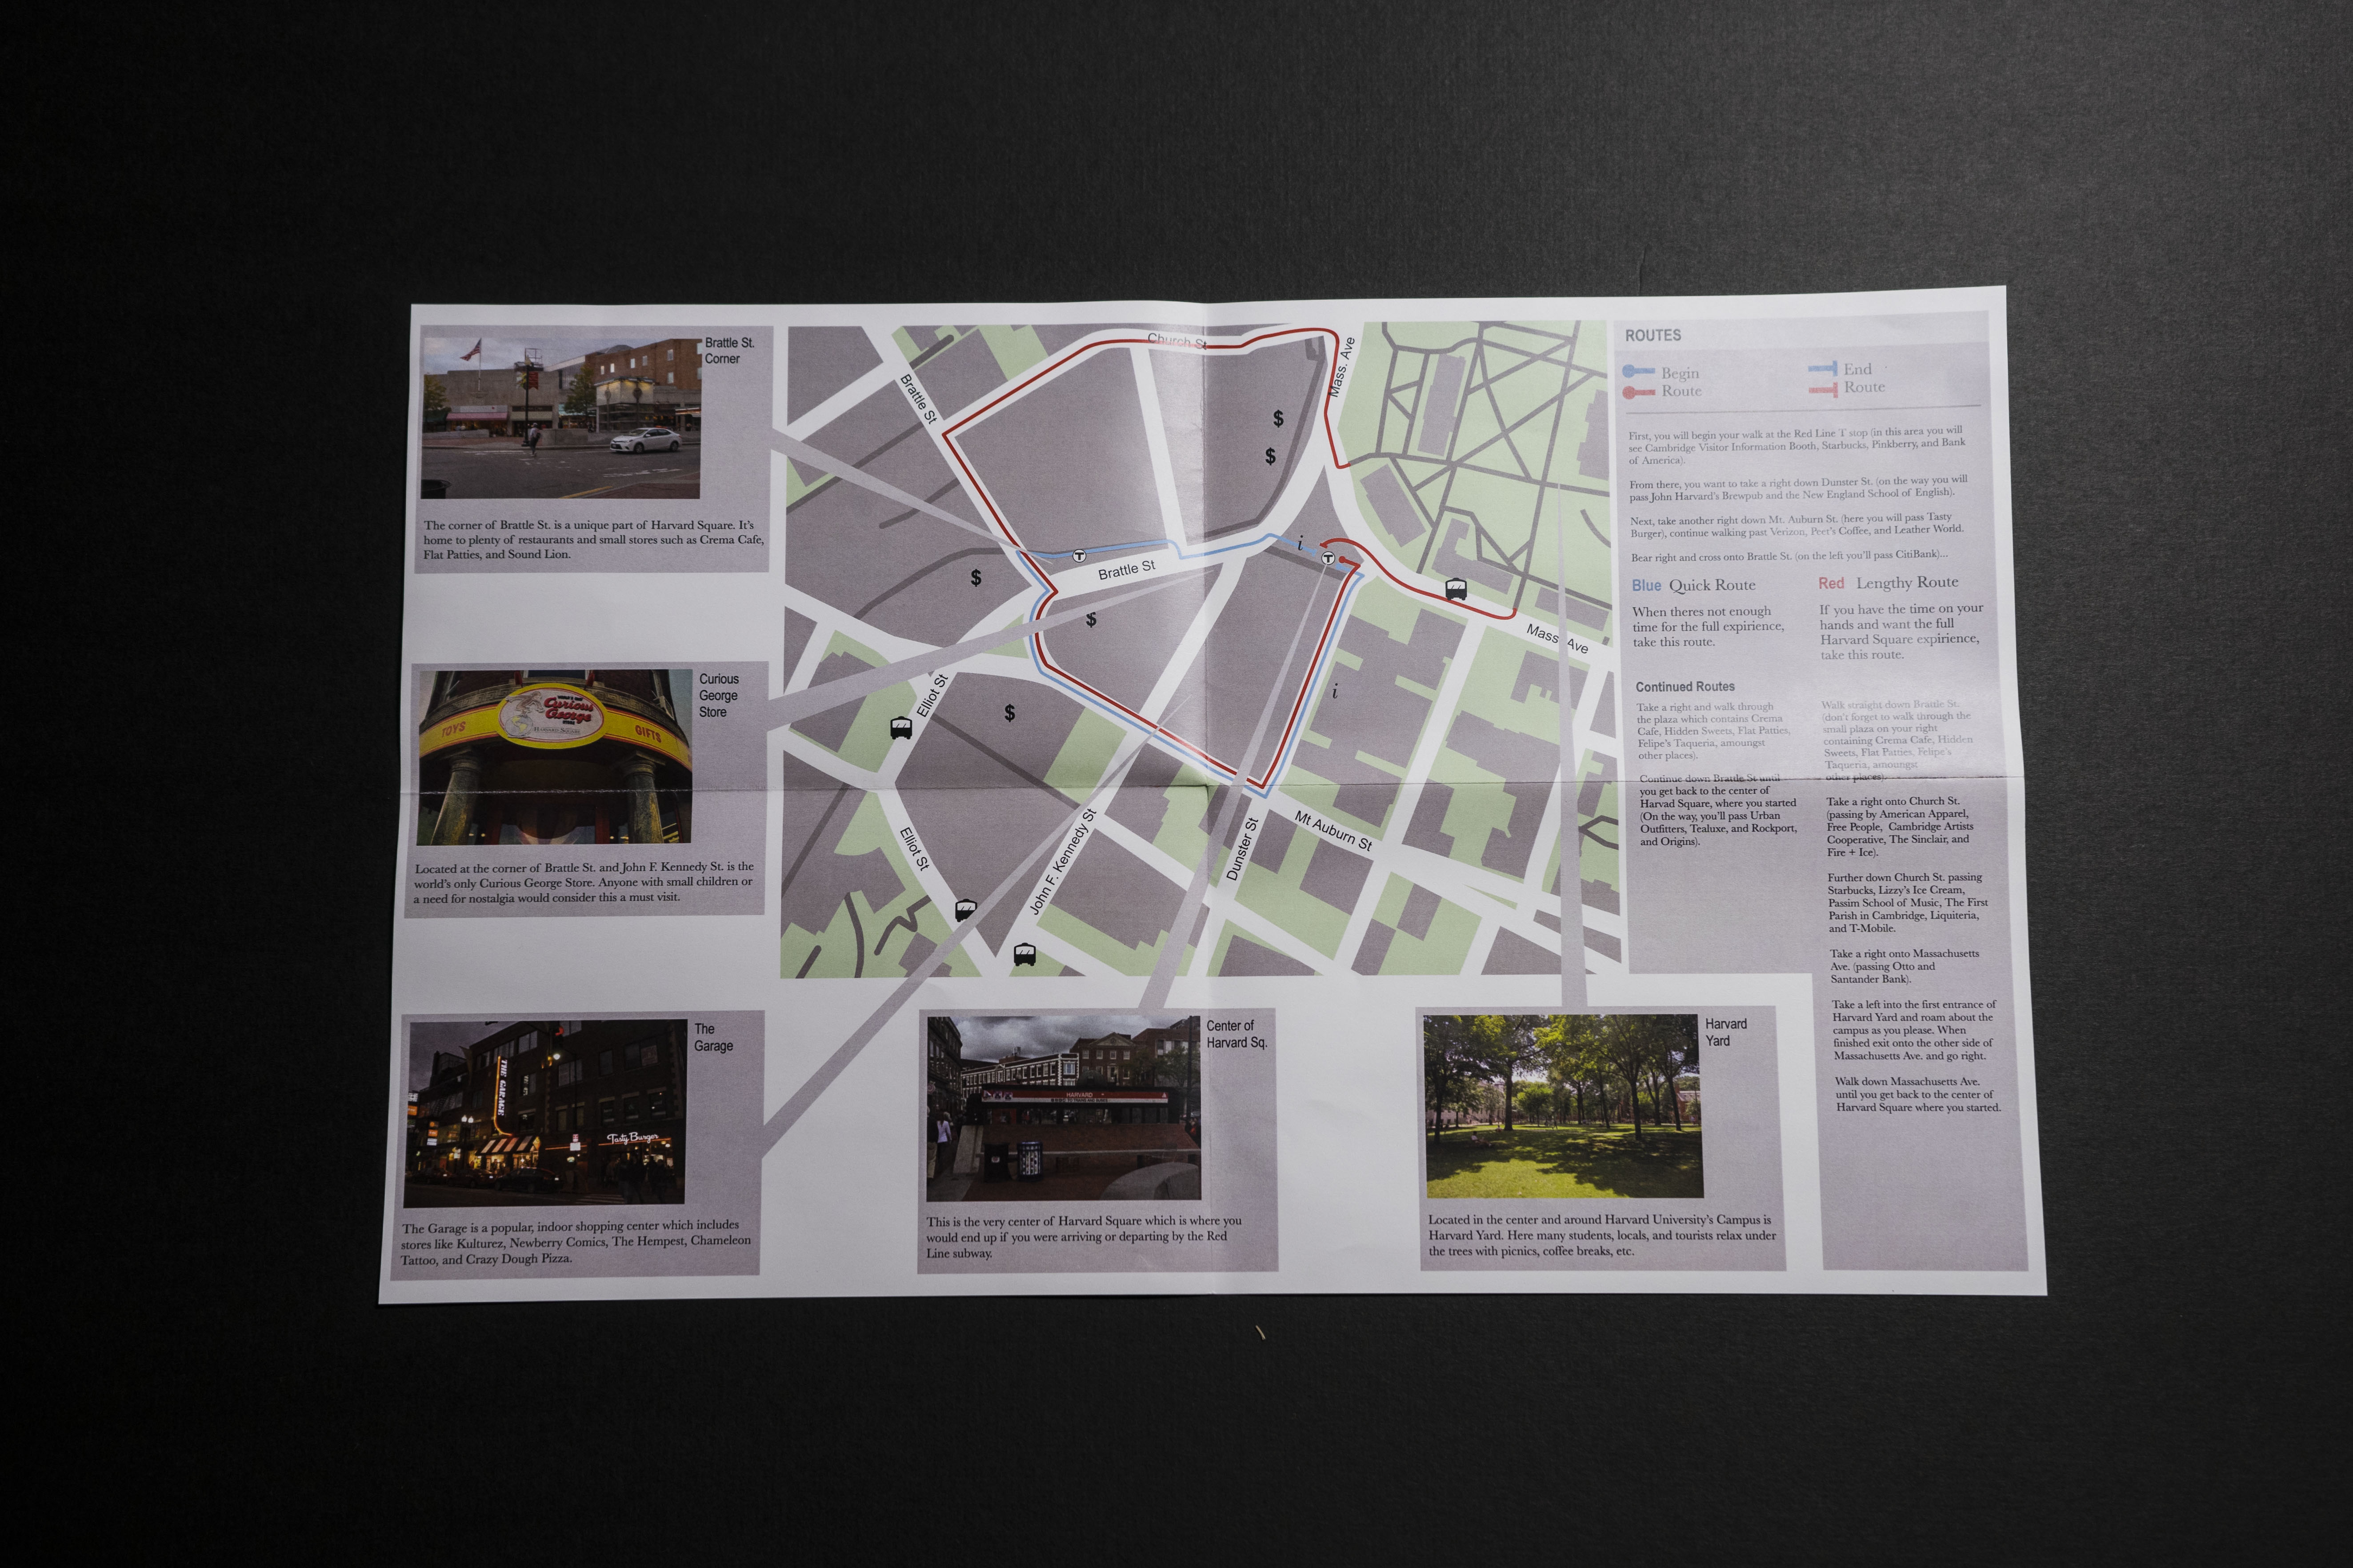 Brattle St.
Corner
The corner of Brattle St. is a unique part of Harvard Square. It's
home to plenty of restaurants and small stores such as Crema Cafe,
Flat Patties, and Sound Lion.
Curious
George
Store
TOYS
Curious
George
HARVARD SQUARE
GIFTS
Located at the corner of Brattle St. and John F. Kennedy St. is the
world's only Curious George Store. Anyone with small children or
a need for nostalgia would consider this a must visit.
The
Garage
THE GARAGE
Tasty Burger
The Garage is a popular, indoor shopping center which includes
stores like Kulturez, Newberry Comics, The Hempest, Chameleon
Tattoo, and Crazy Dough Pizza.
Church St
Mass. Ave
Brattle St
$
$
i
T
T
Brattle St
$
$
$
i
Mass. Ave
Elliot St
Elliot St
John F. Kennedy St
Dunster St
Mt Auburn St
Center of
Harvard Sq.
HARVARD
This is the very center of Harvard Square which is where you
would end up if you were arriving or departing by the Red
Line subway.
Harvard
Yard
Located in the center and around Harvard University's Campus is
Harvard Yard. Here many students, locals, and tourists relax under
the trees with picnics, coffee breaks, etc.
ROUTES
Begin
Route
End
Route
First, you will begin your walk at the Red Line T stop (in this area you will
see Cambridge Visitor Information Booth, Starbucks, Pinkberry, and Bank
of America).
From there, you want to take a right down Dunster St. (on the way you will
pass John Harvard's Brewpub and the New England School of English).
Next, take another right down Mt. Auburn St. (here you will pass Tasty
Burger), continue walking past Verizon, Peet's Coffee, and Leather World.
Bear right and cross onto Brattle St. (on the left you'll pass CitiBank)...
Blue Quick Route
When theres not enough
time for the full expirience,
take this route.
Red Lengthy Route
If you have the time on your
hands and want the full
Harvard Square expirience,
take this route.
Continued Routes
Take a right and walk through
the plaza which contains Crema
Cafe, Hidden Sweets, Flat Patties,
Felipe's Taqueria, amoungst
other places).
Continue down Brattle St until
you get back to the center of
Harvad Square, where you started
(On the way, you'll pass Urban
Outfitters, Tealuxe, and Rockport,
and Origins).
Walk straight down Brattle St.
(don't forget to walk through the
small plaza on your right
containing Crema Cafe, Hidden
Sweets, Flat Patties, Felipe's
Taqueria, amoungst
other places).
Take a right onto Church St.
(passing by American Apparel,
Free People, Cambridge Artists
Cooperative, The Sinclair, and
Fire + Ice).
Further down Church St. passing
Starbucks, Lizzy's Ice Cream,
Passim School of Music, The First
Parish in Cambridge, Liquiteria,
and T-Mobile.
Take a right onto Massachusetts
Ave. (passing Otto and
Santander Bank).
Take a left into the first entrance of
Harvard Yard and roam about the
campus as you please. When
finished exit onto the other side of
Massachusetts Ave. and go right.
Walk down Massachusetts Ave.
until you get back to the center of
Harvard Square where you started.